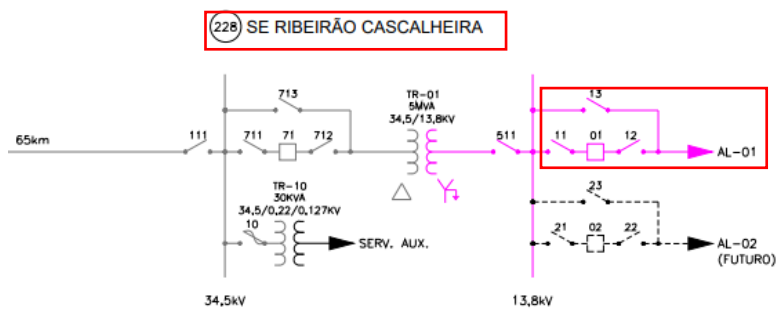 228 SE RIBEIRÃO CASCALHEIRA
713
TR-01
5MVA
34,5/13,8KV
13
65km
111
711
71
712
511
11
01
12
AL-01
TR-10
30KVA
34.5/0.22/0.127KV
10
SERV. AUX.
23
21
02
22
AL-02
(FUTURO)
34,5kV
13,8kV